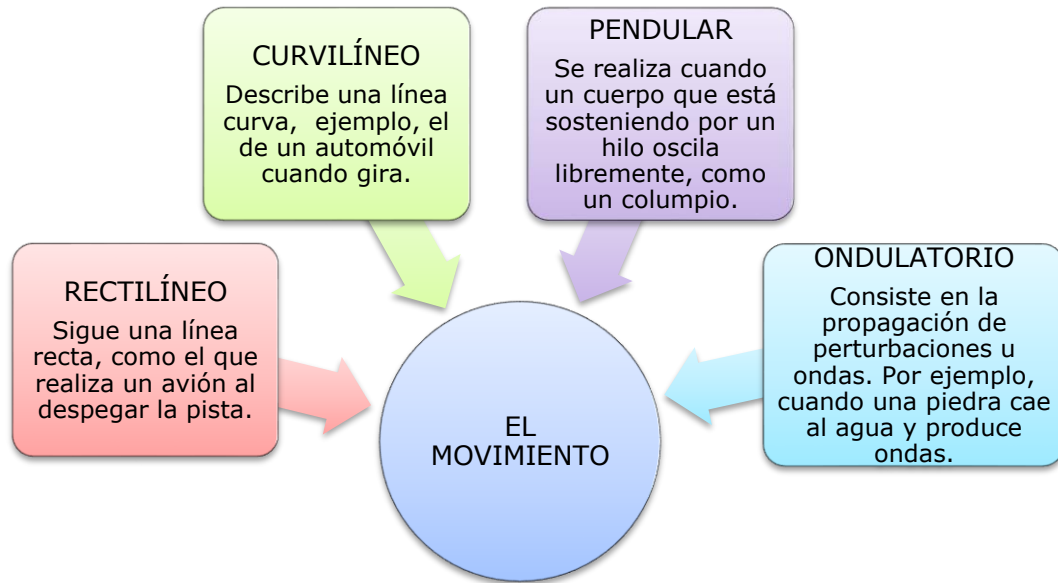 RECTILÍNEO
Sigue una línea
recta, como el que
realiza un avión al
despegar la pista.
CURVILÍNEO
Describe una línea
curva,  ejemplo, el
de un automóvil
cuando gira.
PENDULAR
Se realiza cuando
un cuerpo que está
sosteniendo por un
hilo oscila
libremente, como
un columpio.
ONDULATORIO
Consiste en la
propagación de
perturbaciones u
ondas. Por ejemplo,
cuando una piedra cae
al agua y produce
ondas.
EL
MOVIMIENTO